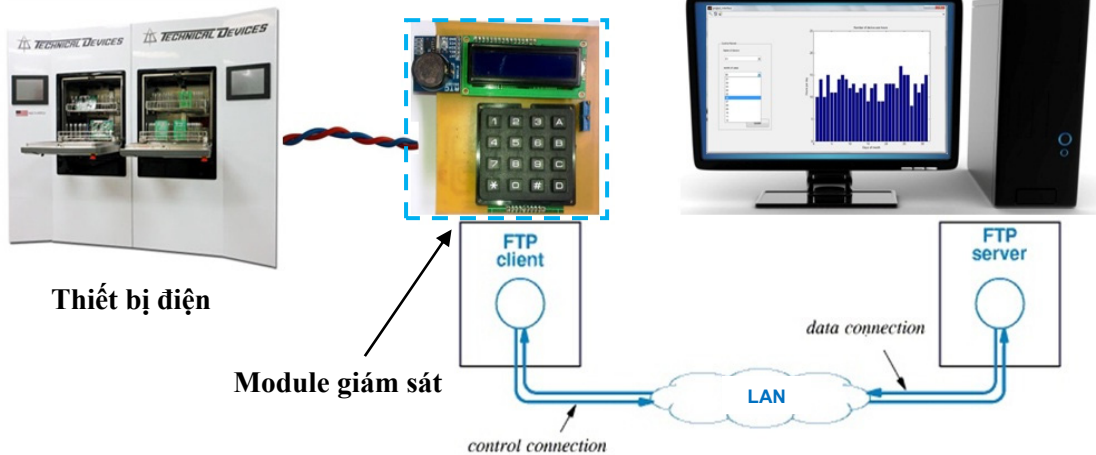 TECHNICAL DEVICES
TECHNICAL DEVICES
RTC
1 2 3 A
4 5 6 B
7 8 9 C
* 0 # D
FTP
client
FTP
server
Thiết bị điện
Module giám sát
data connection
LAN
control connection